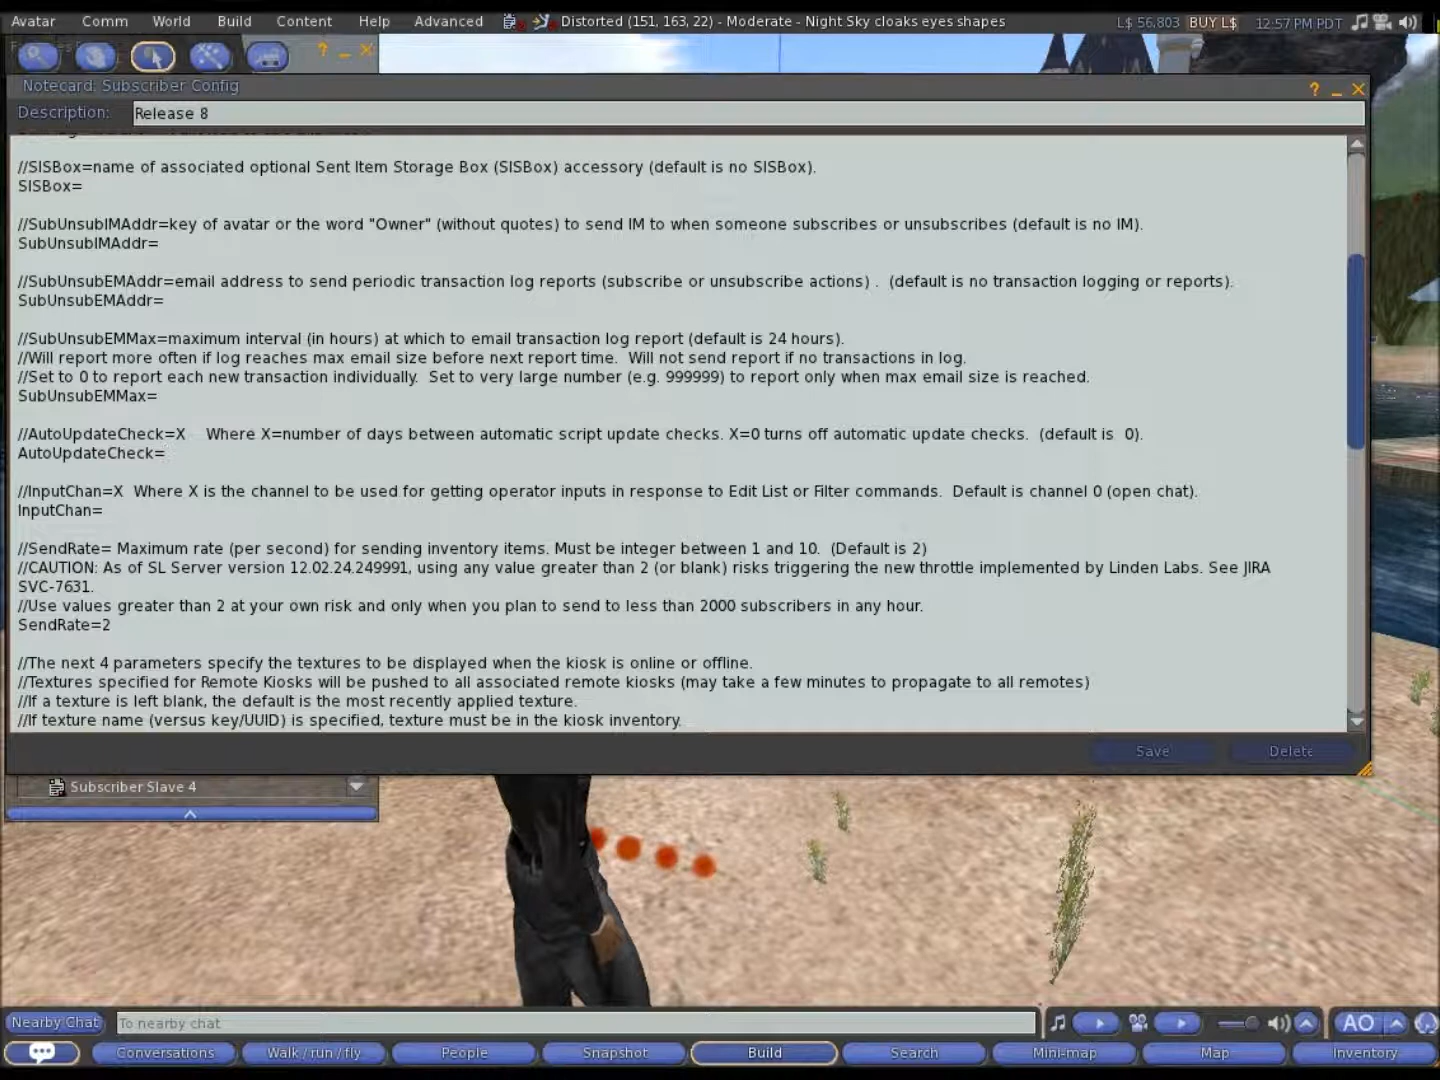 Avatar Comm World Build Content Help Advanced Distorted (151, 163, 22) - Moderate - Night Sky cloaks eyes shapes L$ 56,803 BUY L$ 12:57 PM PDT
Notecard: Subscriber Config
Description: Release 8
//SISBox=name of associated optional Sent Item Storage Box (SISBox) accessory (default is no SISBox).
SISBox=
//SubUnsubIMAddr=key of avatar or the word "Owner" (without quotes) to send IM to when someone subscribes or unsubscribes (default is no IM).
SubUnsubIMAddr=
//SubUnsubEMAddr=email address to send periodic transaction log reports (subscribe or unsubscribe actions) .  (default is no transaction logging or reports).
SubUnsubEMAddr=
//SubUnsubEMMax=maximum interval (in hours) at which to email transaction log report (default is 24 hours).
//Will report more often if log reaches max email size before next report time.  Will not send report if no transactions in log.
//Set to 0 to report each new transaction individually.  Set to very large number (e.g. 999999) to report only when max email size is reached.
SubUnsubEMMax=
//AutoUpdateCheck=X    Where X=number of days between automatic script update checks. X=0 turns off automatic update checks.  (default is  0).
AutoUpdateCheck=
//InputChan=X  Where X is the channel to be used for getting operator inputs in response to Edit List or Filter commands.  Default is channel 0 (open chat).
InputChan=
//SendRate= Maximum rate (per second) for sending inventory items. Must be integer between 1 and 10.  (Default is 2)
//CAUTION: As of SL Server version 12.02.24.249991, using any value greater than 2 (or blank) risks triggering the new throttle implemented by Linden Labs. See JIRA
SVC-7631.
//Use values greater than 2 at your own risk and only when you plan to send to less than 2000 subscribers in any hour.
SendRate=2
//The next 4 parameters specify the textures to be displayed when the kiosk is online or offline.
//Textures specified for Remote Kiosks will be pushed to all associated remote kiosks (may take a few minutes to propagate to all remotes)
//If a texture is left blank, the default is the most recently applied texture.
//If texture name (versus key/UUID) is specified, texture must be in the kiosk inventory.
Save Delete
Subscriber Slave 4
Nearby Chat To nearby chat AO
Conversations Walk / run / fly People Snapshot Build Search Mini-map Map Inventory